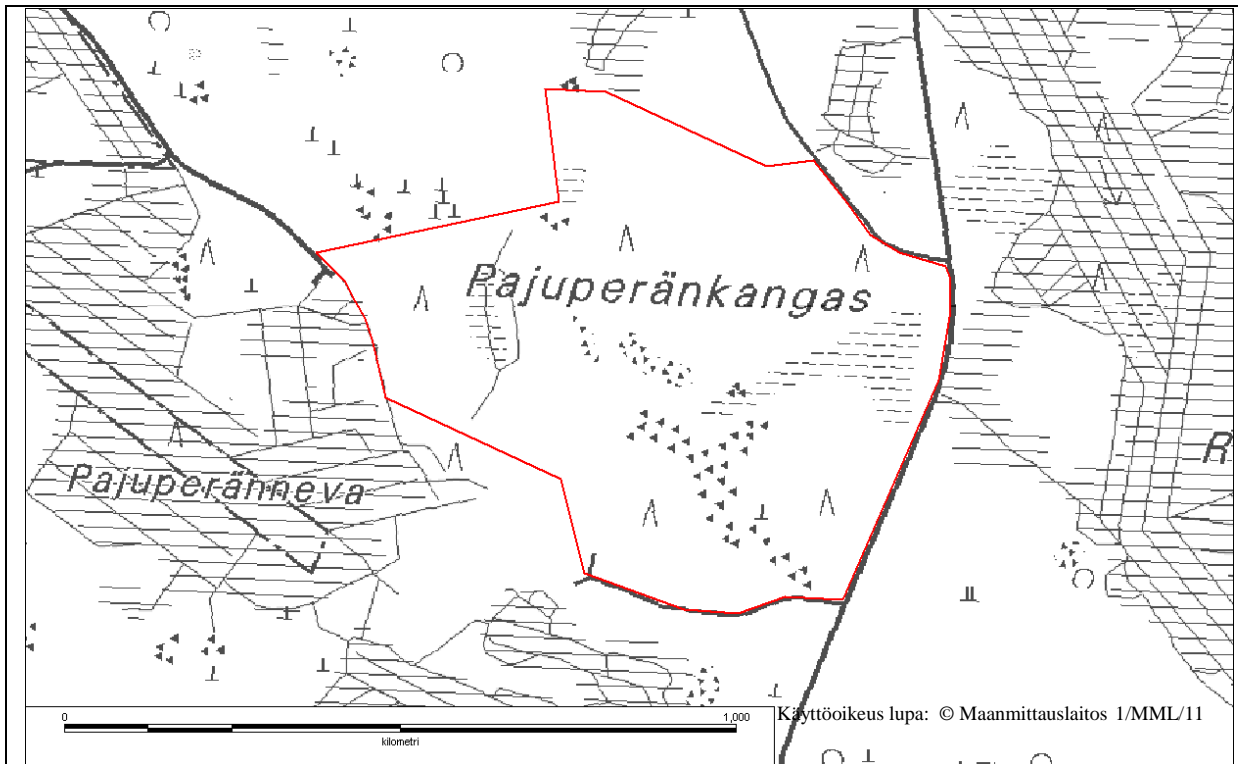 Pajuperänkangas
Pajuperänneva
R
0
1,000
kilometri
Käyttöoikeus lupa: © Maanmittauslaitos 1/MML/11